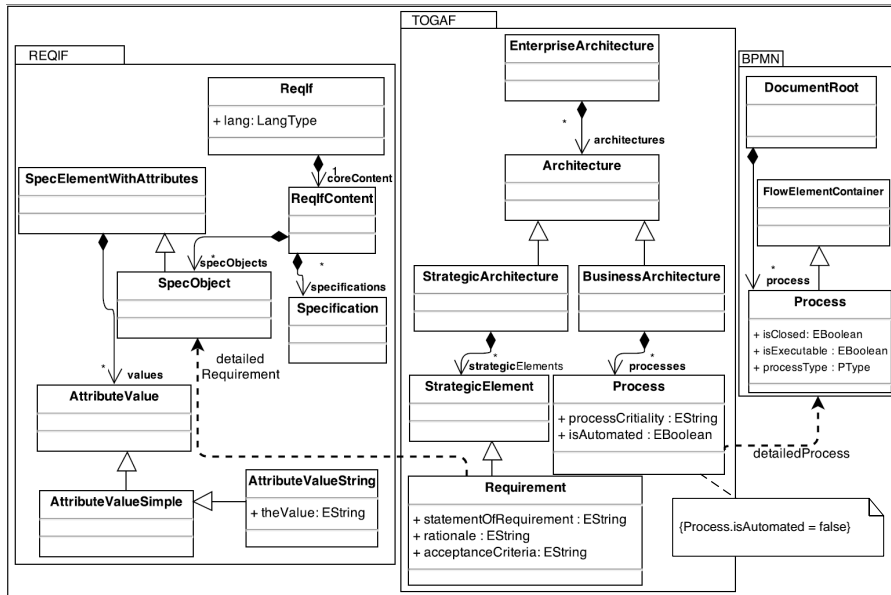 REQIF
ReqIf
+ lang: LangType
1
coreContent
SpecElementWithAttributes
ReqIfContent
*
specObjects
*
specifications
SpecObject
Specification
detailed
Requirement
*
values
AttributeValue
AttributeValueSimple
AttributeValueString
+ theValue: EString
TOGAF
EnterpriseArchitecture
*
architectures
Architecture
StrategicArchitecture
BusinessArchitecture
*
strategicElements
*
processes
StrategicElement
Process
+ processCritiality : EString
+ isAutomated : EBoolean
Requirement
+ statementOfRequirement : EString
+ rationale : EString
+ acceptanceCriteria: EString
BPMN
DocumentRoot
FlowElementContainer
*
process
Process
+ isClosed: EBoolean
+ isExecutable : EBoolean
+ processType : PType
detailedProcess
{Process.isAutomated = false}